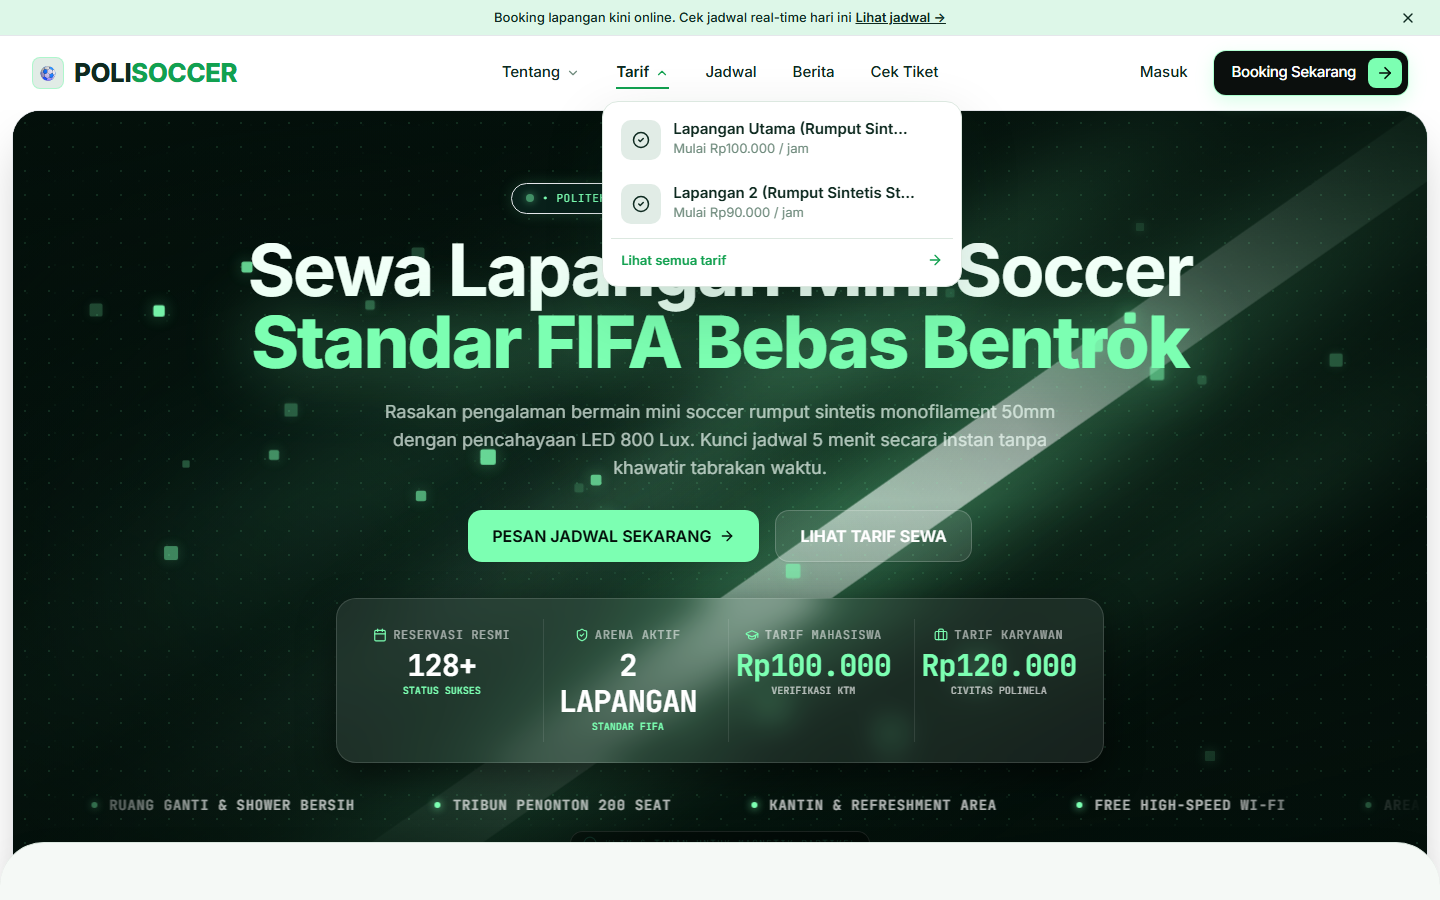 Booking lapangan kini online. Cek jadwal real-time hari ini Lihat jadwal →
POLISOCCER
Tentang
Tarif
Jadwal
Berita
Cek Tiket
Masuk
Booking Sekarang
Lapangan Utama (Rumput Sint...
Mulai Rp100.000 / jam
Lapangan 2 (Rumput Sintetis St...
Mulai Rp90.000 / jam
Lihat semua tarif
Sewa Lapangan Mini Soccer
Standar FIFA Bebas Bentrok
Rasakan pengalaman bermain mini soccer rumput sintetis monofilament 50mm
dengan pencahayaan LED 800 Lux. Kunci jadwal 5 menit secara instan tanpa
khawatir tabrakan waktu.
PESAN JADWAL SEKARANG →
LIHAT TARIF SEWA
RESERVASI RESMI
128+
STATUS SUKSES
ARENA AKTIF
2
LAPANGAN
STANDAR FIFA
TARIF MAHASISWA
Rp100.000
VERIFIKASI KTM
TARIF KARYAWAN
Rp120.000
CIVITAS POLINELA
• RUANG GANTI & SHOWER BERSIH
• TRIBUN PENONTON 200 SEAT
• KANTIN & REFRESHMENT AREA
• FREE HIGH-SPEED WI-FI
• AREA